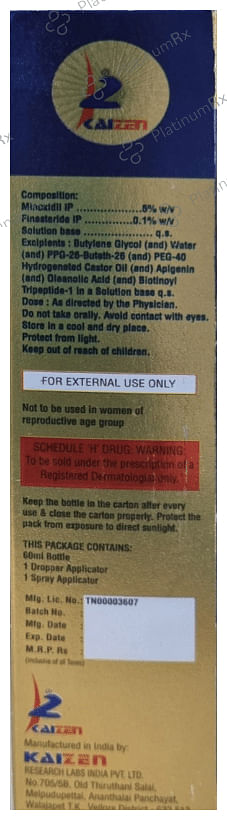 2
KAIZEN
Composition:
Minoxidil IP ..................5% w/v
Finasteride IP .............0.1% w/v
Solution base ................. q.s.
Excipients : Butylene Glycol (and) Water
(and) PPG-26-Buteth-26 (and) PEG-40
Hydrogenated Castor Oil (and) Apigenin
(and) Oleanolic Acid (and) Biotinoyl
Tripeptide-1 in a Solution base q.s.
Dose : As directed by the Physician.
Do not take orally. Avoid contact with eyes.
Store in a cool and dry place.
Protect from light.
Keep out of reach of children.
FOR EXTERNAL USE ONLY
Not to be used in women of
reproductive age group
SCHEDULE 'H' DRUG: WARNING:
To be sold under the prescription of a
Registered Dermatologist only.
Keep the bottle in the carton after every
use & close the carton properly. Protect the
pack from exposure to direct sunlight.
THIS PACKAGE CONTAINS:
60ml Bottle
1 Dropper Applicator
1 Spray Applicator
Mfg. Lic. No.: TN00003607
Batch No. :
Mfg. Date :
Exp. Date :
M.R.P. Rs :
(Inclusive of all Taxes)
2
KAIZEN
Manufactured in India by:
KAIZEN
RESEARCH LABS INDIA PVT. LTD.
No.705/5B, Old Thiruthani Salai,
Melpudupettai, Ananthalai Panchayat,
Walajapet T.K., Vellore District -
PlatinumRx